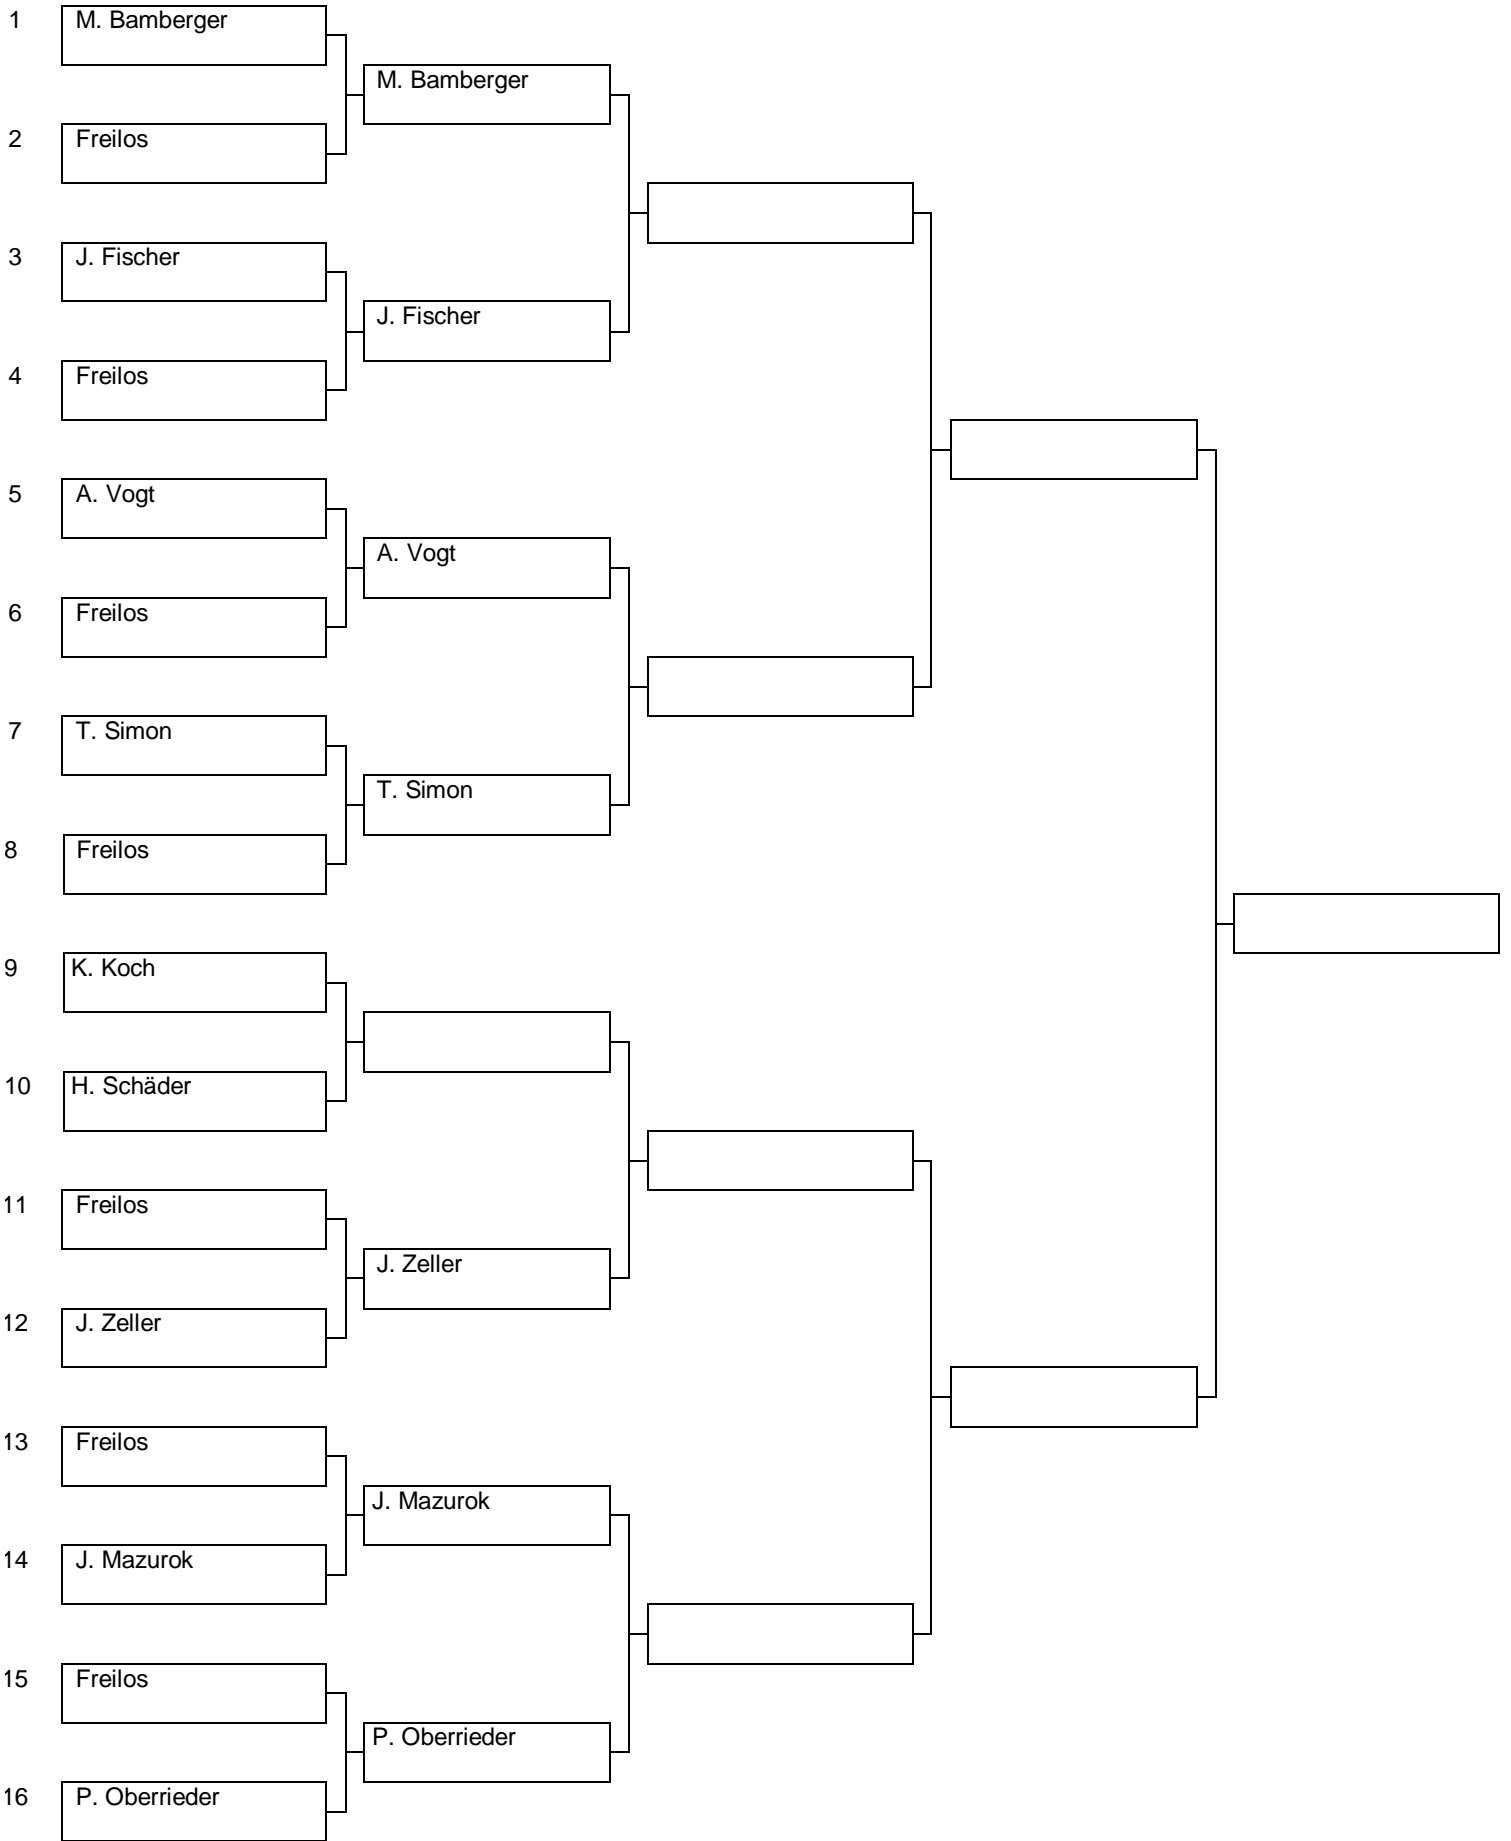 1 M. Bamberger
M. Bamberger
2 Freilos
3 J. Fischer
J. Fischer
4 Freilos
5 A. Vogt
A. Vogt
6 Freilos
7 T. Simon
T. Simon
8 Freilos
9 K. Koch
10 H. Schäder
11 Freilos
J. Zeller
12 J. Zeller
13 Freilos
J. Mazurok
14 J. Mazurok
15 Freilos
P. Oberrieder
16 P. Oberrieder